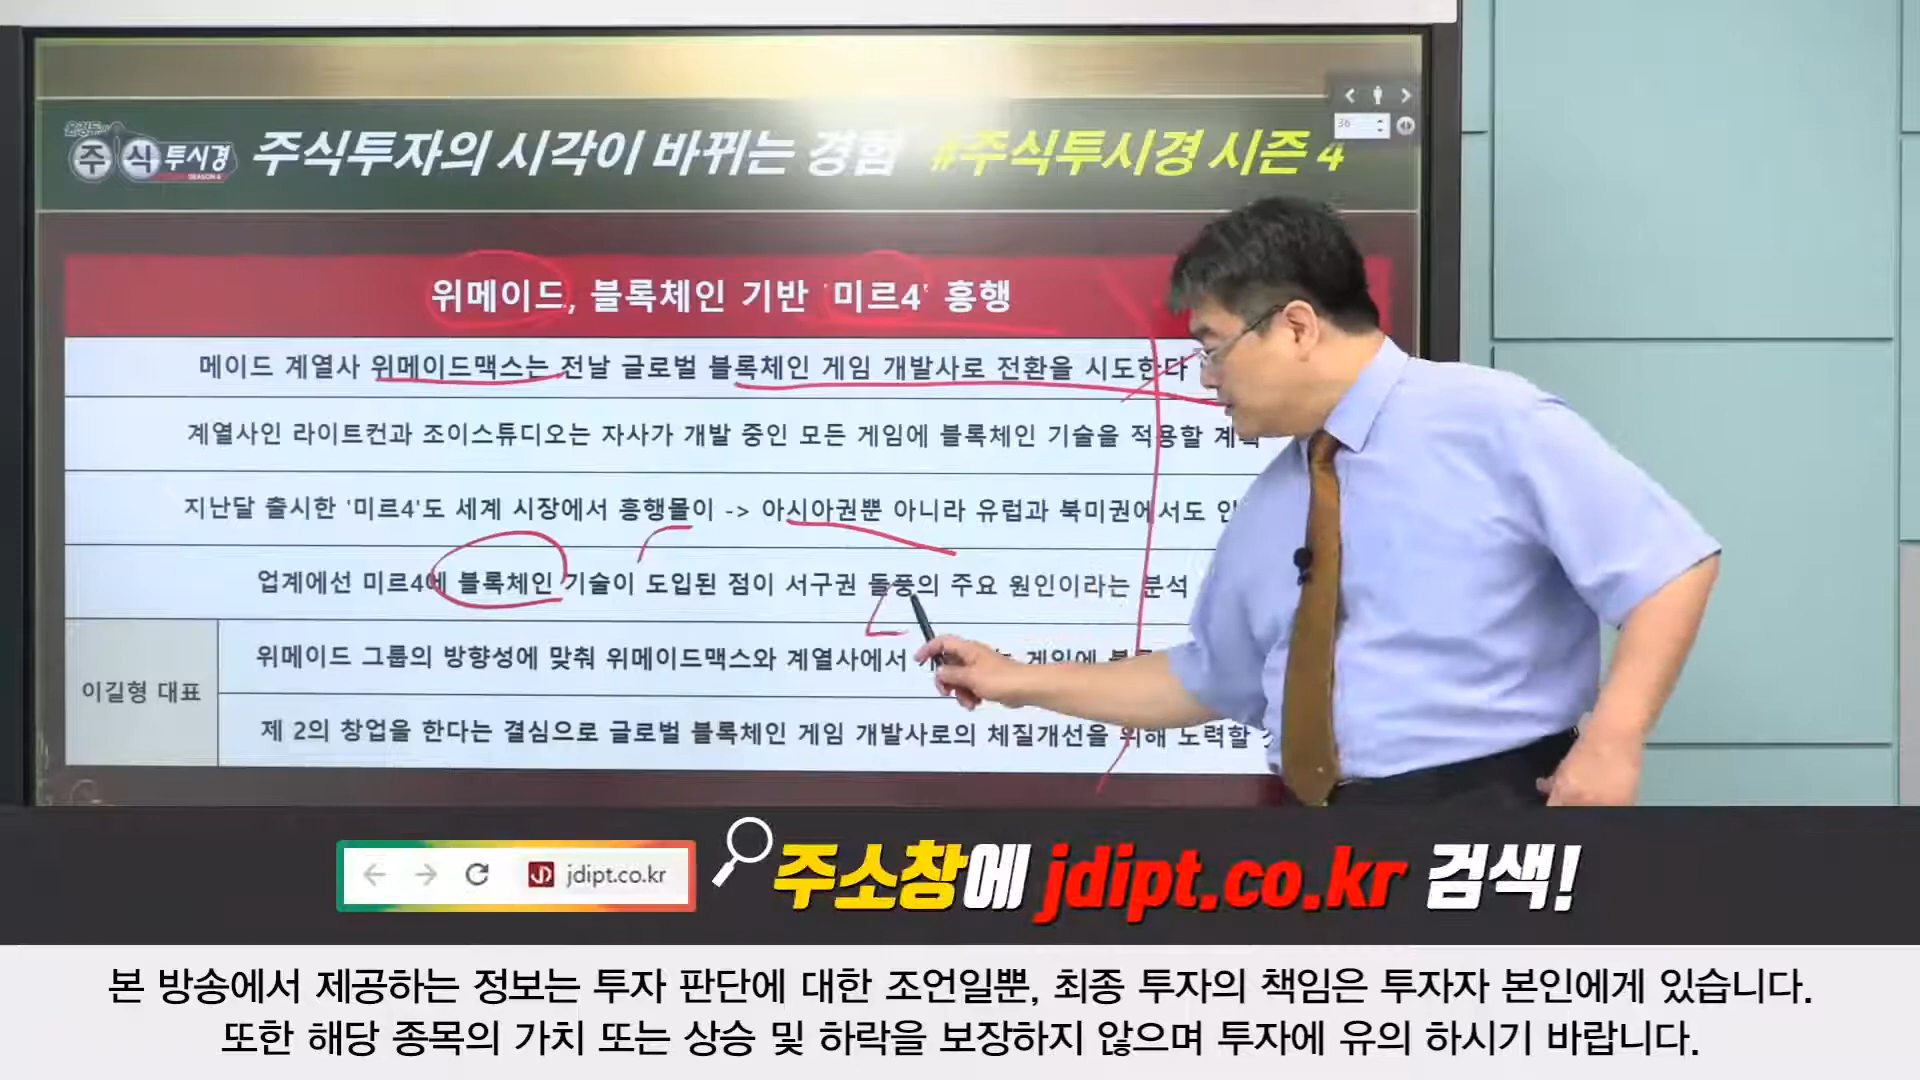 주식투시경
SEASON 4
주식투자의 시각이 바뀌는 경험 #주식투시경 시즌 4
36
위메이드, 블록체인 기반 '미르4' 흥행
메이드 계열사 위메이드맥스는 전날 글로벌 블록체인 게임 개발사로 전환을 시도한다
계열사인 라이트컨과 조이스튜디오는 자사가 개발 중인 모든 게임에 블록체인 기술을 적용할 계획
지난달 출시한 '미르4'도 세계 시장에서 흥행몰이 -> 아시아권뿐 아니라 유럽과 북미권에서도
업계에선 미르4에 블록체인 기술이 도입된 점이 서구권 돌풍의 주요 원인이라는 분석
이길형 대표
위메이드 그룹의 방향성에 맞춰 위메이드맥스와 계열사에서 게임에
제 2의 창업을 한다는 결심으로 글로벌 블록체인 게임 개발사로의 체질개선을 위해 노력할
jdipt.co.kr
주소창에 jdipt.co.kr 검색!
본 방송에서 제공하는 정보는 투자 판단에 대한 조언일뿐, 최종 투자의 책임은 투자자 본인에게 있습니다.
또한 해당 종목의 가치 또는 상승 및 하락을 보장하지 않으며 투자에 유의 하시기 바랍니다.